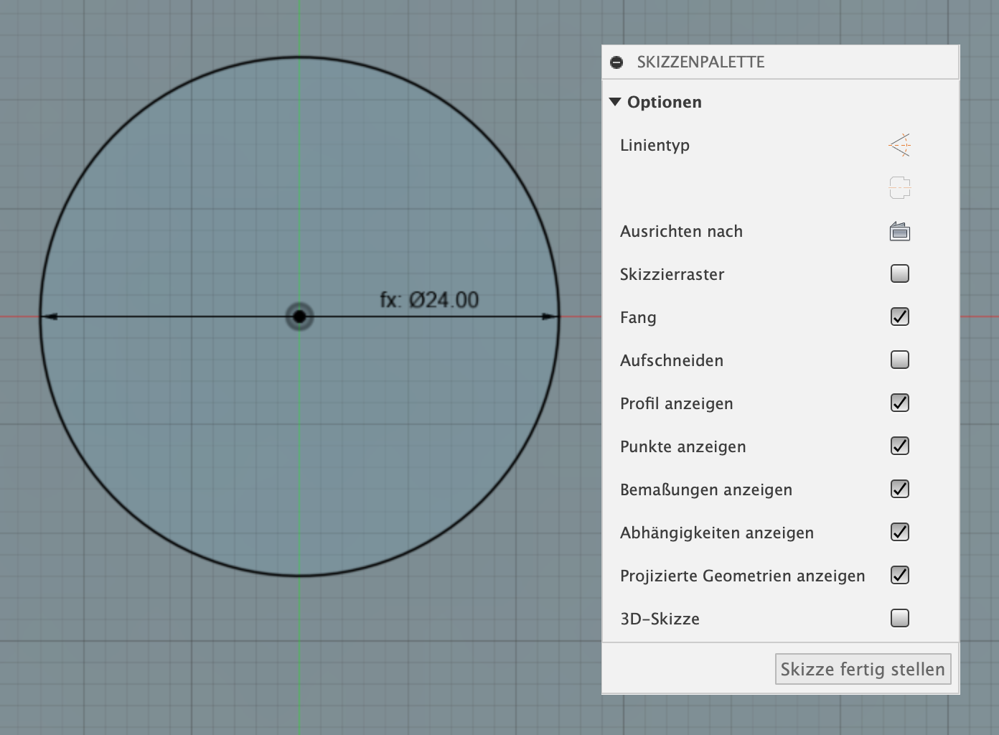 fx: Ø24.00
SKIZZENPALETTE
Optionen
Linientyp
Ausrichten nach
Skizzierraster
Fang
Aufschneiden
Profil anzeigen
Punkte anzeigen
Bemaßungen anzeigen
Abhängigkeiten anzeigen
Projizierte Geometrien anzeigen
3D-Skizze
Skizze fertig stellen